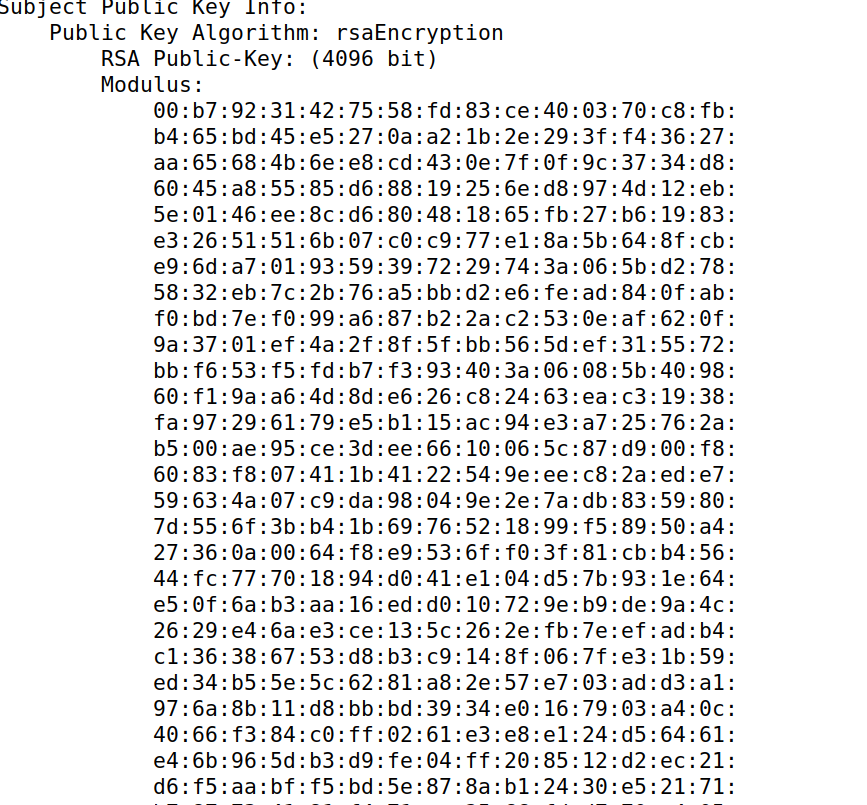 Subject Public Key Info:
Public Key Algorithm: rsaEncryption
RSA Public-Key: (4096 bit)
Modulus:
00:b7:92:31:42:75:58:fd:83:ce:40:03:70:c8:fb:
b4:65:bd:45:e5:27:0a:a2:1b:2e:29:3f:f4:36:27:
aa:65:68:4b:6e:e8:cd:43:0e:7f:0f:9c:37:34:d8:
60:45:a8:55:85:d6:88:19:25:6e:d8:97:4d:12:eb:
5e:01:46:ee:8c:d6:80:48:18:65:fb:27:b6:19:83:
e3:26:51:51:6b:07:c0:c9:77:e1:8a:5b:64:8f:cb:
e9:6d:a7:01:93:59:39:72:29:74:3a:06:5b:d2:78:
58:32:eb:7c:2b:76:a5:bb:d2:e6:fe:ad:84:0f:ab:
f0:bd:7e:f0:99:a6:87:b2:2a:c2:53:0e:af:62:0f:
9a:37:01:ef:4a:2f:8f:5f:bb:56:5d:ef:31:55:72:
bb:f6:53:f5:fd:b7:f3:93:40:3a:06:08:5b:40:98:
60:f1:9a:a6:4d:8d:e6:26:c8:24:63:ea:c3:19:38:
fa:97:29:61:79:e5:b1:15:ac:94:e3:a7:25:76:2a:
b5:00:ae:95:ce:3d:ee:66:10:06:5c:87:d9:00:f8:
60:83:f8:07:41:1b:41:22:54:9e:ee:c8:2a:ed:e7:
59:63:4a:07:c9:da:98:04:9e:2e:7a:db:83:59:80:
7d:55:6f:3b:b4:1b:69:76:52:18:99:f5:89:50:a4:
27:36:0a:00:64:f8:e9:53:6f:f0:3f:81:cb:b4:56:
44:fc:77:70:18:94:d0:41:e1:04:d5:7b:93:1e:64:
e5:0f:6a:b3:aa:16:ed:d0:10:72:9e:b9:de:9a:4c:
26:29:e4:6a:e3:ce:13:5c:26:2e:fb:7e:ef:ad:b4:
c1:36:38:67:53:d8:b3:c9:14:8f:06:7f:e3:1b:59:
ed:34:b5:5e:5c:62:81:a8:2e:57:e7:03:ad:d3:a1:
97:6a:8b:11:d8:bb:bd:39:34:e0:16:79:03:a4:0c:
40:66:f3:84:c0:ff:02:61:e3:e8:e1:24:d5:64:61:
e4:6b:96:5d:b3:d9:fe:04:ff:20:85:12:d2:ec:21:
d6:f5:aa:bf:f5:bd:5e:87:8a:b1:24:30:e5:21:71: